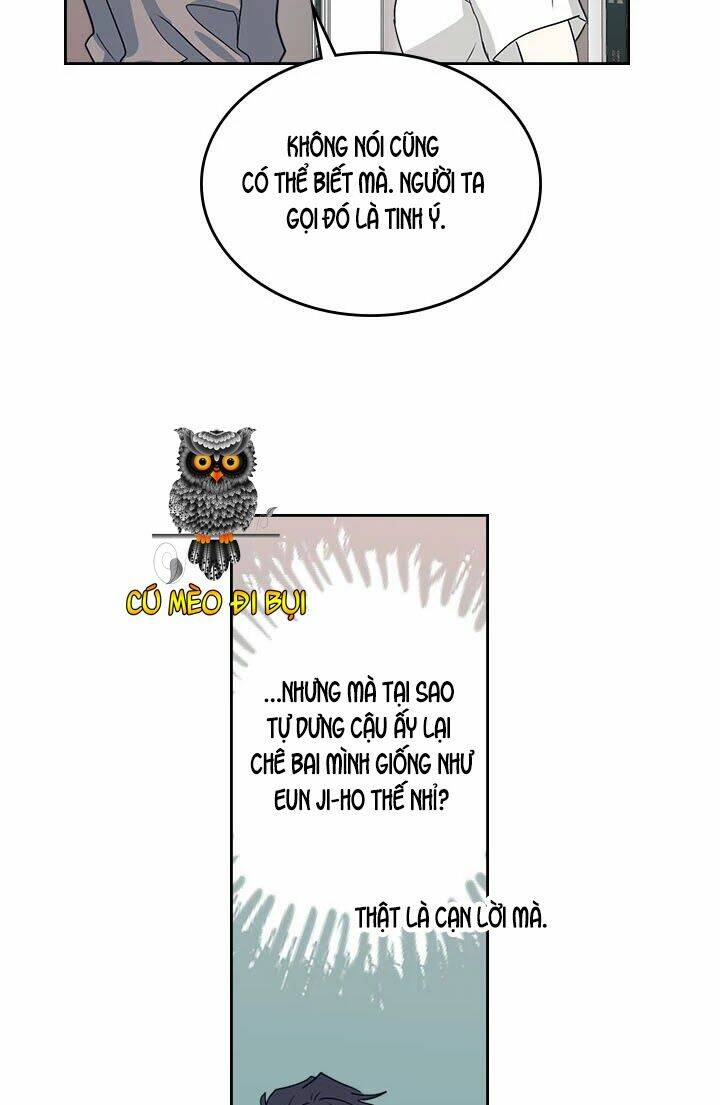 KHÔNG NÓI CŨNG
CÓ THỂ BIẾT MÀ. NGƯỜI TA
GỌI ĐÓ LÀ TINH Ý.
CÚ MÈO ĐI BỤI
...NHƯNG MÀ TẠI SAO
TỰ DƯNG CẬU ẤY LẠI
CHÊ BAI MÌNH GIỐNG NHƯ
EUN JI-HO THẾ NHỈ?
THẬT LÀ CẠN LỜI MÀ.